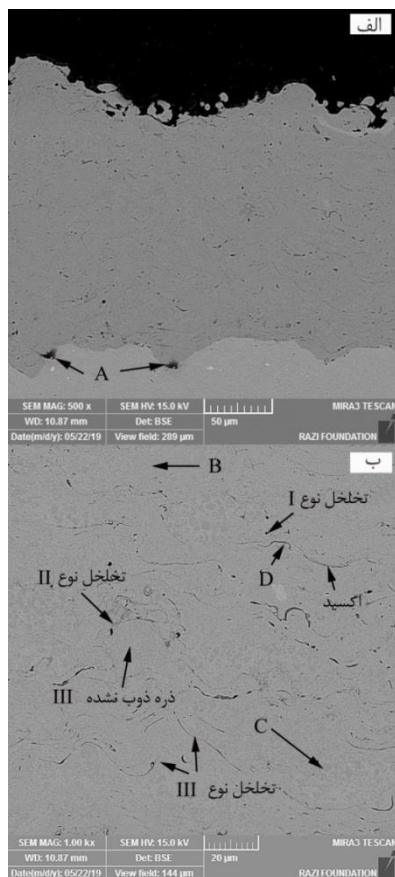 الف
A
SEM MAG: 500 x
SEM HV: 15.0 kV
MIRA3 TESCAN
WD: 10.87 mm
Det: BSE
50 µm
Date(m/d/y): 05/22/19
View field: 289 µm
RAZI FOUNDATION
ب
B
تخلخل نوع I
D
اکسید
تخلخل نوع II
ذره ذوب نشده III
C
تخلخل نوع III
SEM MAG: 1.00 kx
SEM HV: 15.0 kV
MIRA3 TESCAN
WD: 10.87 mm
Det: BSE
20 µm
Date(m/d/y): 05/22/19
View field: 144 µm
RAZI FOUNDATION